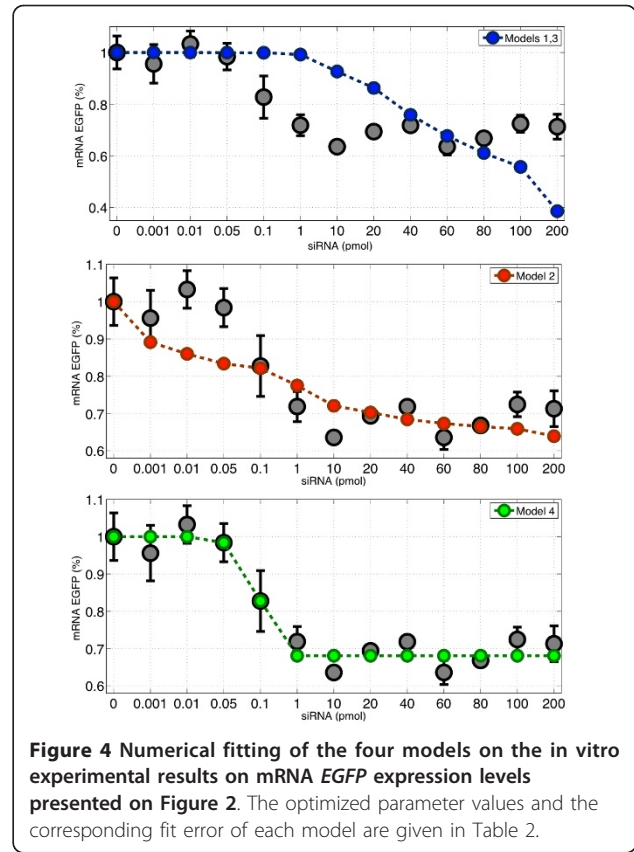 Models 1,3
1
0.8
0.6
0.4
mRNA EGFP (%)
0 0.001 0.01 0.05 0.1 1 10 20 40 60 80 100 200
siRNA (pmol)
Model 2
1.1
1
0.9
0.8
0.7
0.6
mRNA EGFP (%)
0 0.001 0.01 0.05 0.1 1 10 20 40 60 80 100 200
siRNA (pmol)
Model 4
1.1
1
0.9
0.8
0.7
0.6
mRNA EGFP (%)
0 0.001 0.01 0.05 0.1 1 10 20 40 60 80 100 200
siRNA (pmol)
Figure 4 Numerical fitting of the four models on the in vitro
experimental results on mRNA EGFP expression levels
presented on Figure 2. The optimized parameter values and the
corresponding fit error of each model are given in Table 2.